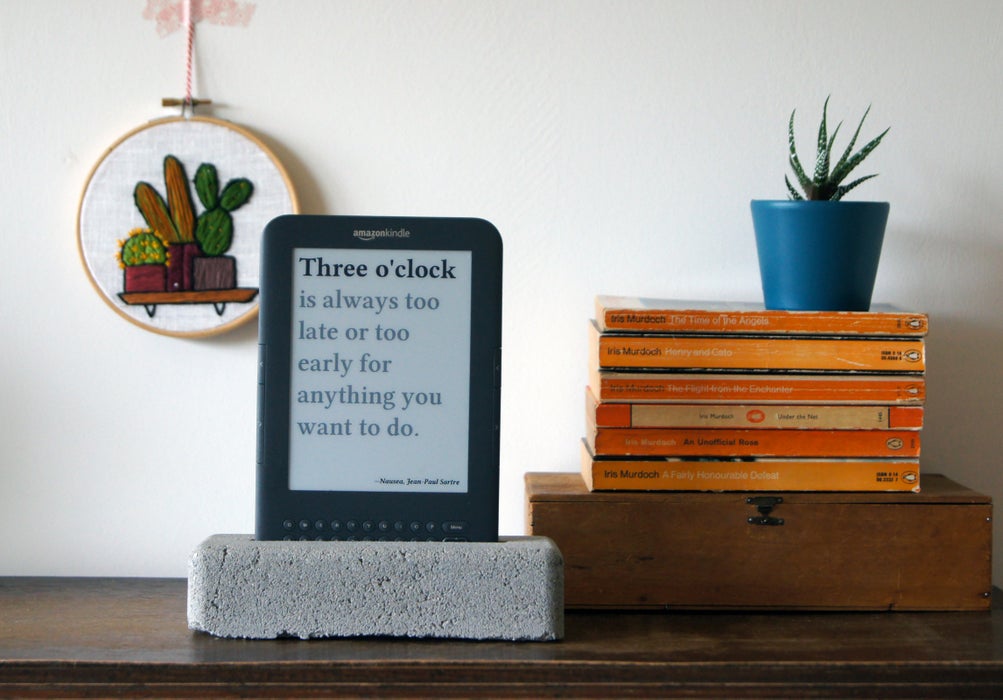 amazonkindle
Three o'clock
is always too
late or too
early for
anything you
want to do.
--Nausea, Jean-Paul Sartre
Menu
Iris Murdoch The Time of the Angels
Iris Murdoch Henry and Cato
Iris Murdoch The Flight from the Enchanter
Iris Murdoch Under the Net
Iris Murdoch An Unofficial Rose
Iris Murdoch A Fairly Honourable Defeat